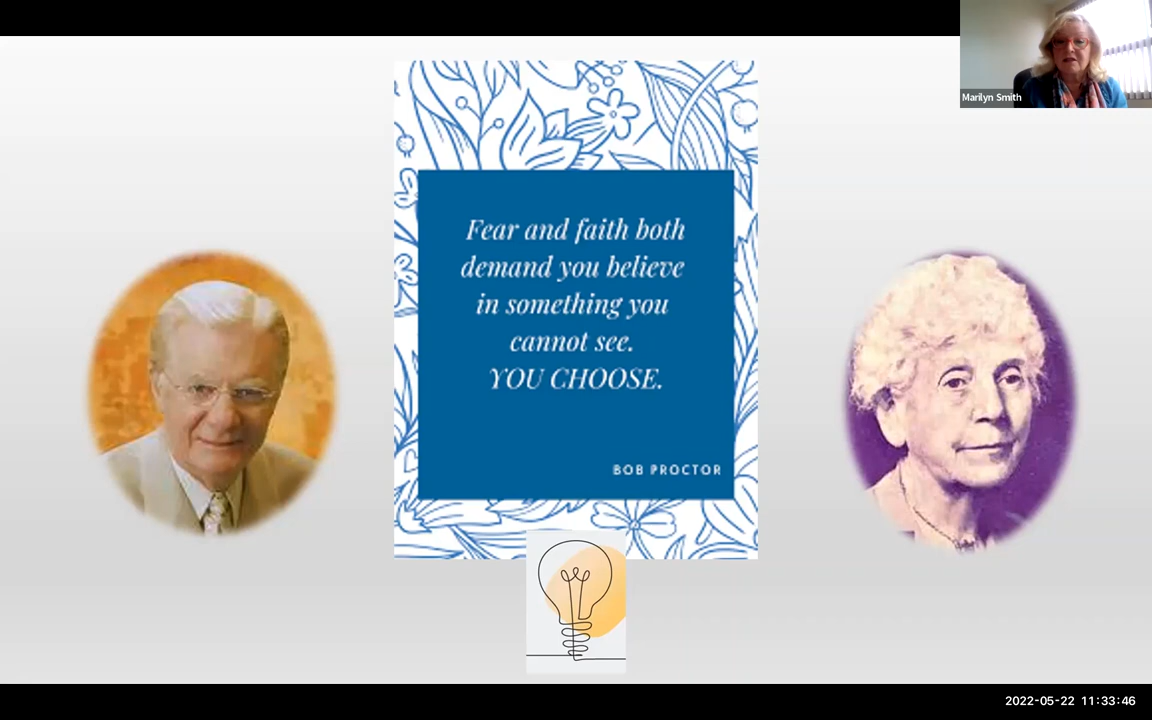 Marilyn Smith
Fear and faith both
demand you believe
in something you
cannot see.
YOU CHOOSE.
BOB PROCTOR
2022-05-22 11:33:46